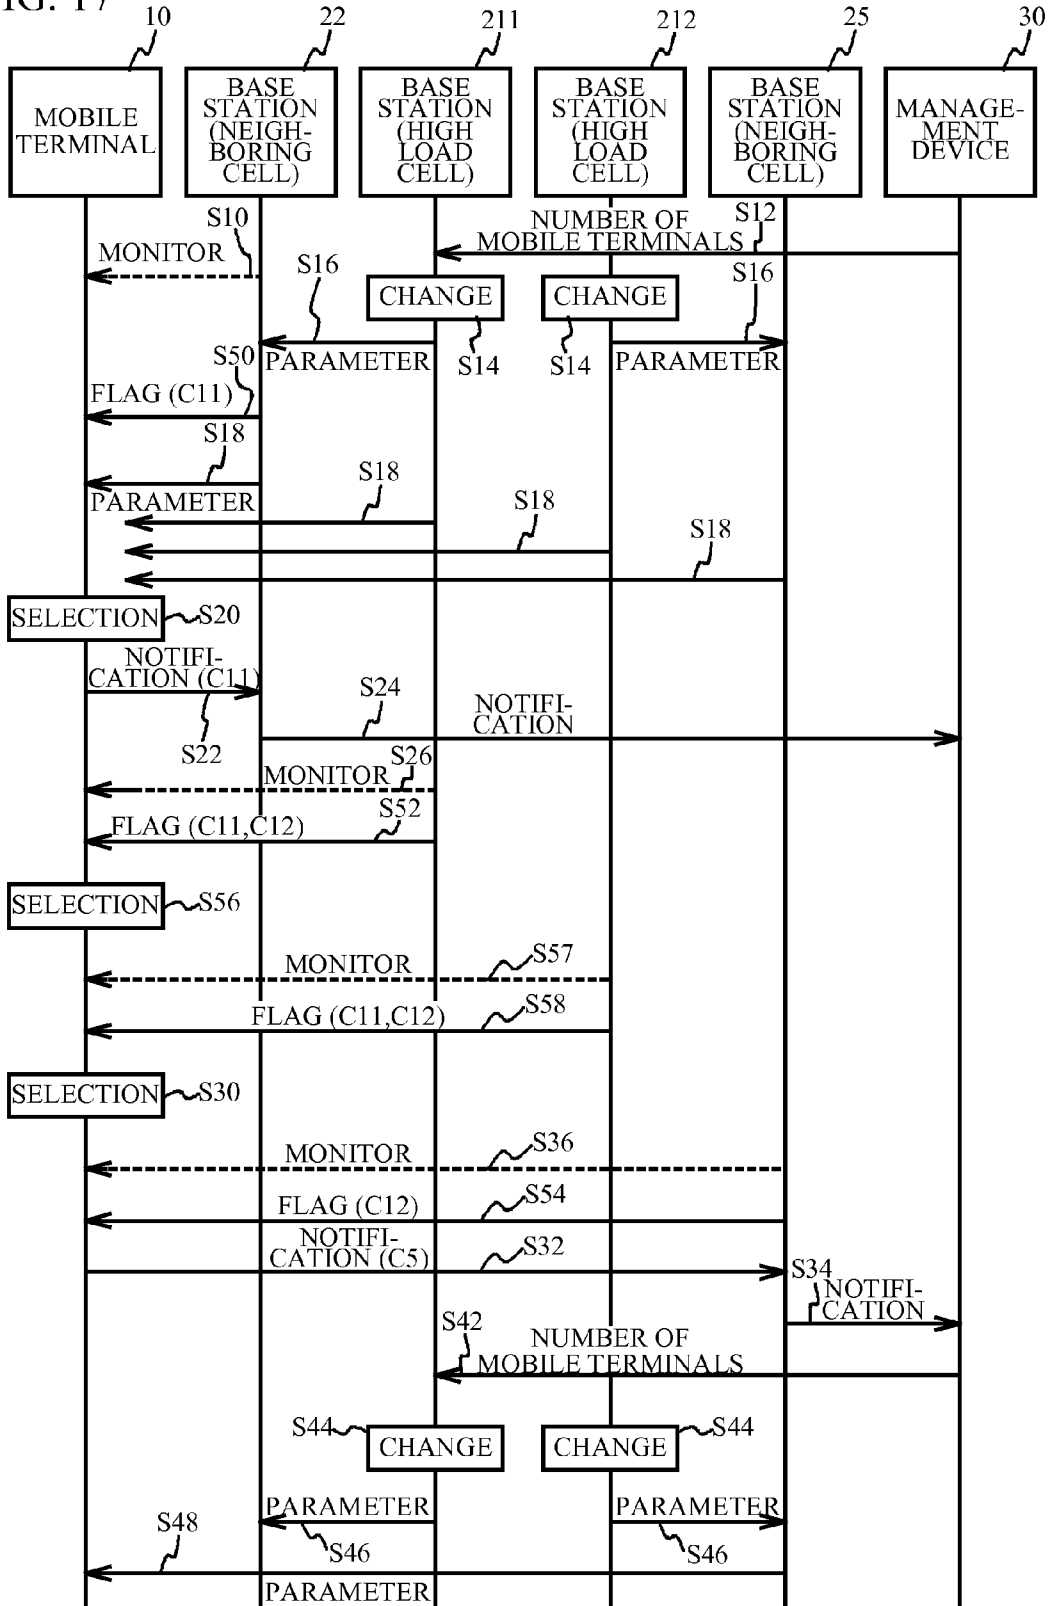 FIG. 17
10
22
211
212
25
30
MOBILE
TERMINAL
BASE
STATION
(NEIGH-
BORING
CELL)
BASE
STATION
(HIGH
LOAD
CELL)
BASE
STATION
(HIGH
LOAD
CELL)
BASE
STATION
(NEIGH-
BORING
CELL)
MANAGE-
MENT
DEVICE
S10
NUMBER OF
MOBILE TERMINALS
S12
MONITOR
S16
S16
CHANGE
CHANGE
S14
S14
PARAMETER
PARAMETER
S50
FLAG (C11)
S18
PARAMETER
S18
S18
S18
SELECTION
S20
NOTIFI-
CATION (C11)
S22
S24
NOTIFI-
CATION
MONITOR
S26
S52
FLAG (C11,C12)
SELECTION
S56
MONITOR
S57
FLAG (C11,C12)
S58
SELECTION
S30
MONITOR
S36
FLAG (C12)
S54
NOTIFI-
CATION (C5)
S32
S34
NOTIFI-
CATION
S42
NUMBER OF
MOBILE TERMINALS
S44
CHANGE
CHANGE
S44
PARAMETER
PARAMETER
S46
S46
S48
PARAMETER